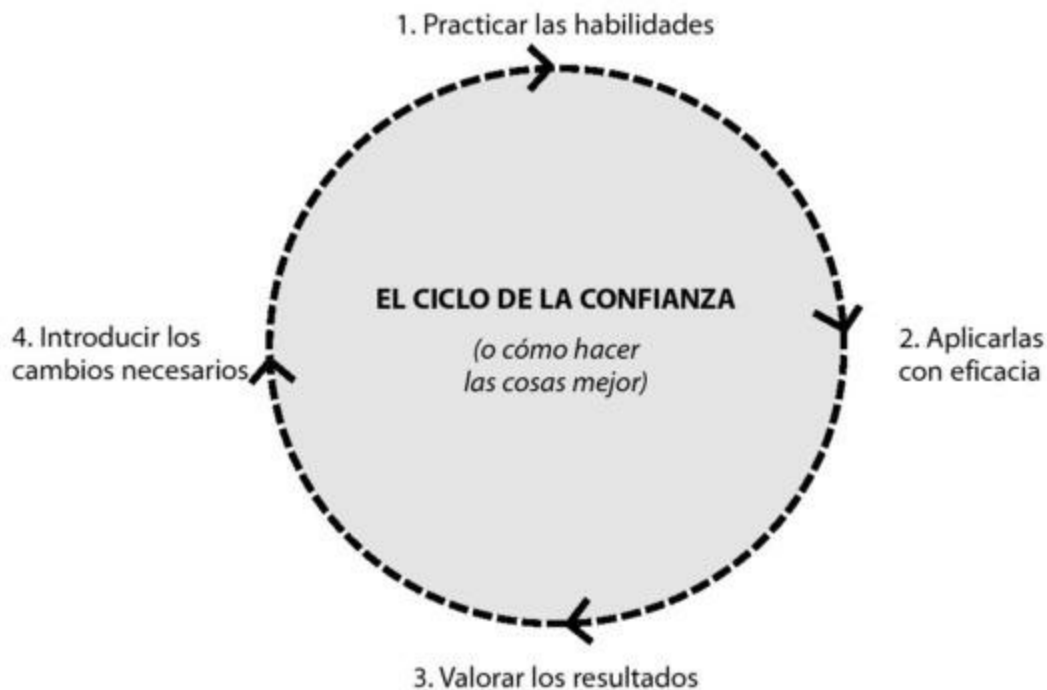 1. Practicar las habilidades
EL CICLO DE LA CONFIANZA
(o cómo hacer
las cosas mejor)
2. Aplicarlas
con eficacia
3. Valorar los resultados
4. Introducir los
cambios necesarios